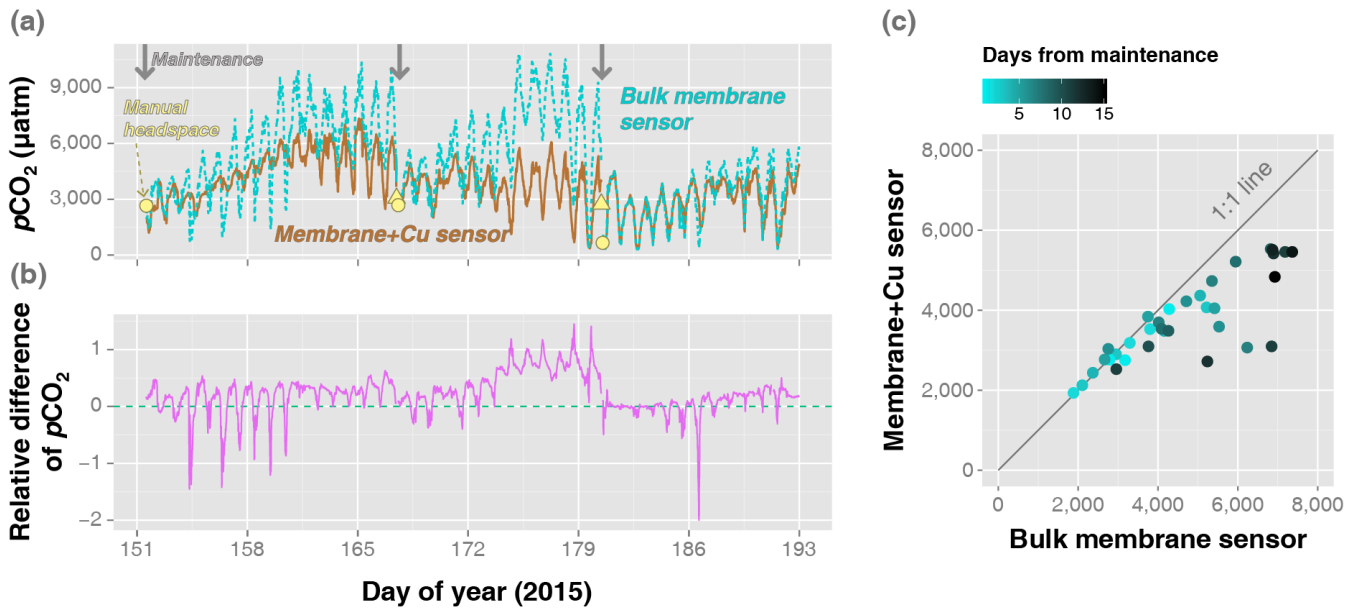 (a)
Maintenance
Manual
headspace
Bulk membrane
sensor
Membrane+Cu sensor
pCO₂ (µatm)
9,000
6,000
3,000
0
(b)
Relative difference
of pCO₂
1
0
−1
−2
151
158
165
172
179
186
193
Day of year (2015)
(c)
Days from maintenance
5
10
15
1:1 line
Membrane+Cu sensor
8,000
6,000
4,000
2,000
0
0
2,000
4,000
6,000
8,000
Bulk membrane sensor